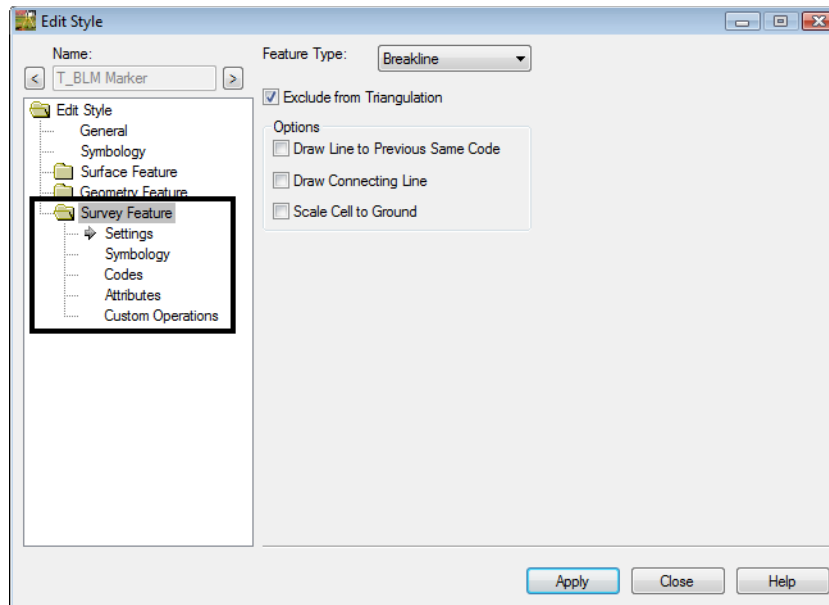 Edit Style
Name:
< T_BLM Marker >
Edit Style
General
Symbology
Surface Feature
Geometry Feature
Survey Feature
Settings
Symbology
Codes
Attributes
Custom Operations
Feature Type: Breakline
Exclude from Triangulation
Options
Draw Line to Previous Same Code
Draw Connecting Line
Scale Cell to Ground
Apply Close Help